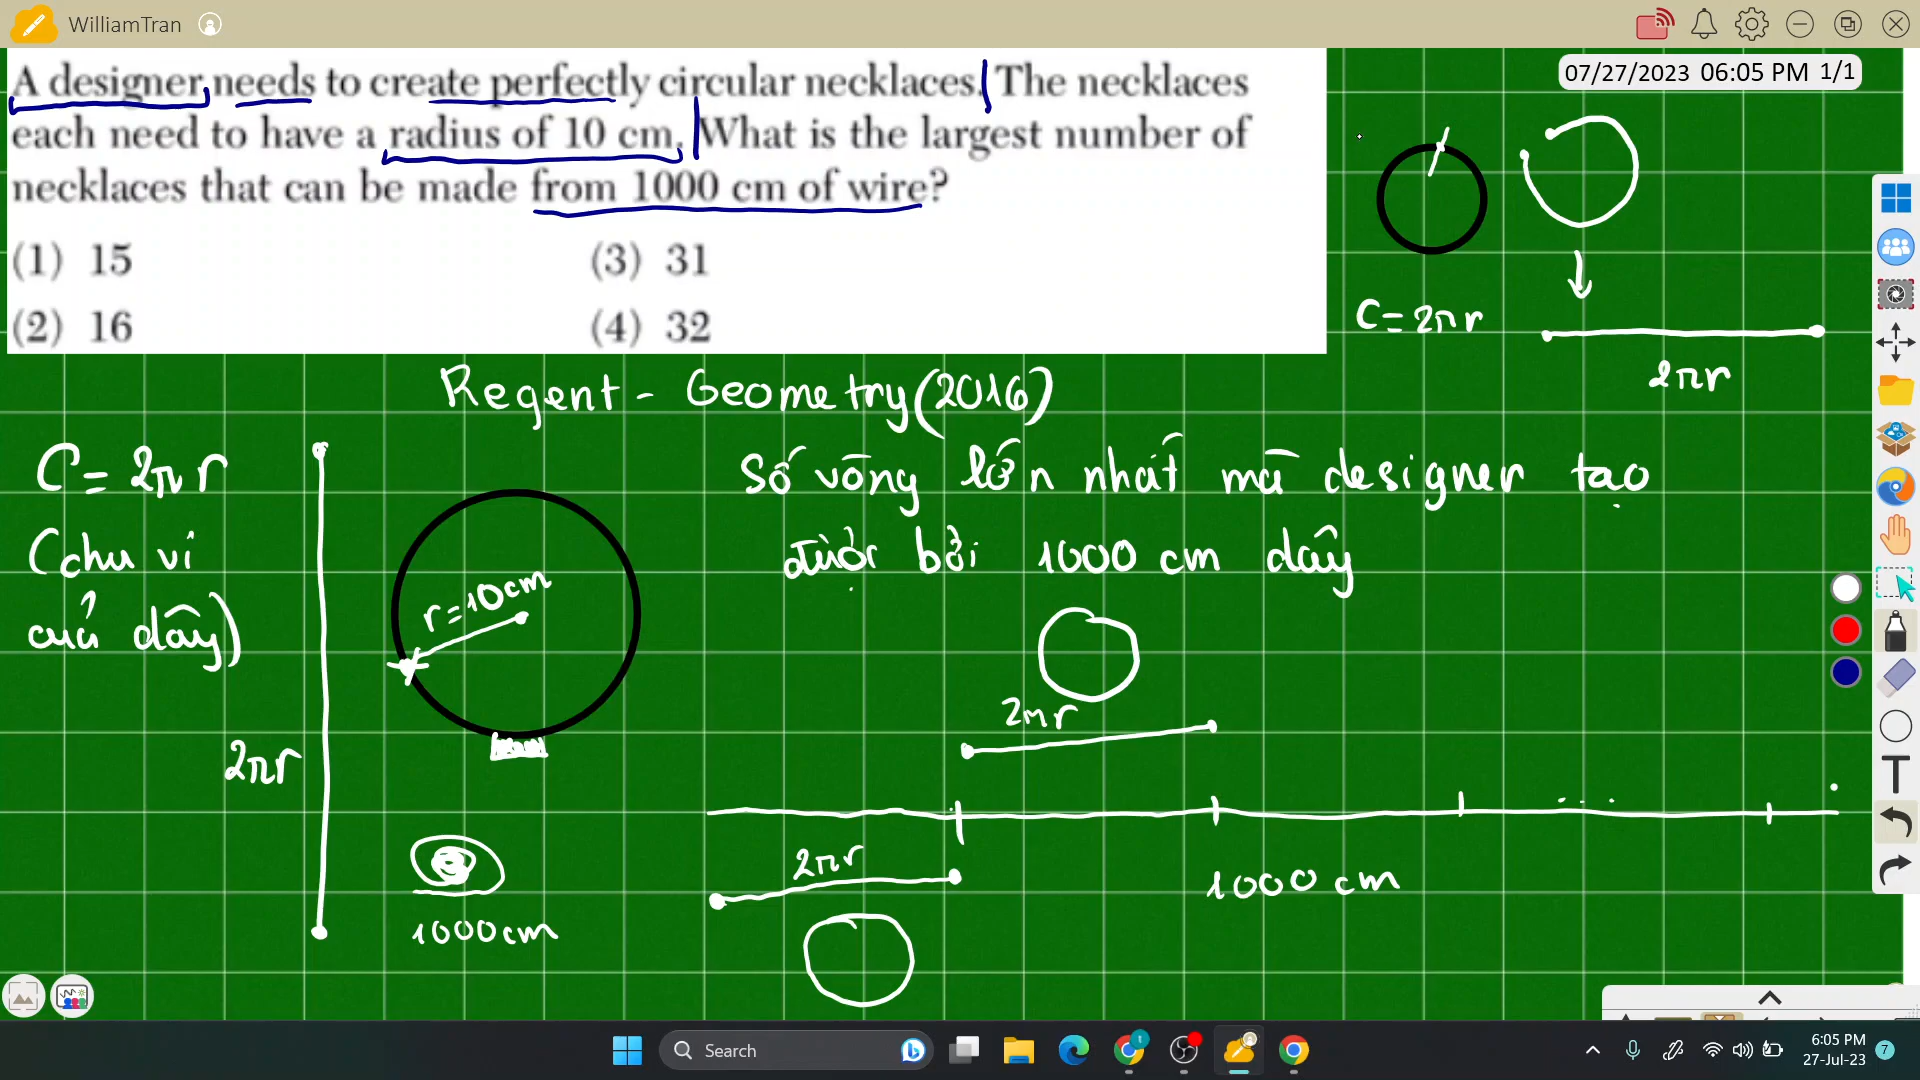 WilliamTran
07/27/2023 06:05 PM 1/1
A designer needs to create perfectly circular necklaces. The necklaces
each need to have a radius of 10 cm. What is the largest number of
necklaces that can be made from 1000 cm of wire?
(1) 15 (3) 31
(2) 16 (4) 32
C = 2πr
2πr
Regent - Geometry (2016)
C = 2πr
(chu vi
của dây)
2πr
r = 10cm
1000cm
Số vòng lớn nhất mà designer tạo
được bởi 1000 cm dây
2πr
2πr
1000 cm
T
Search
6:05 PM
27-Jul-23
7